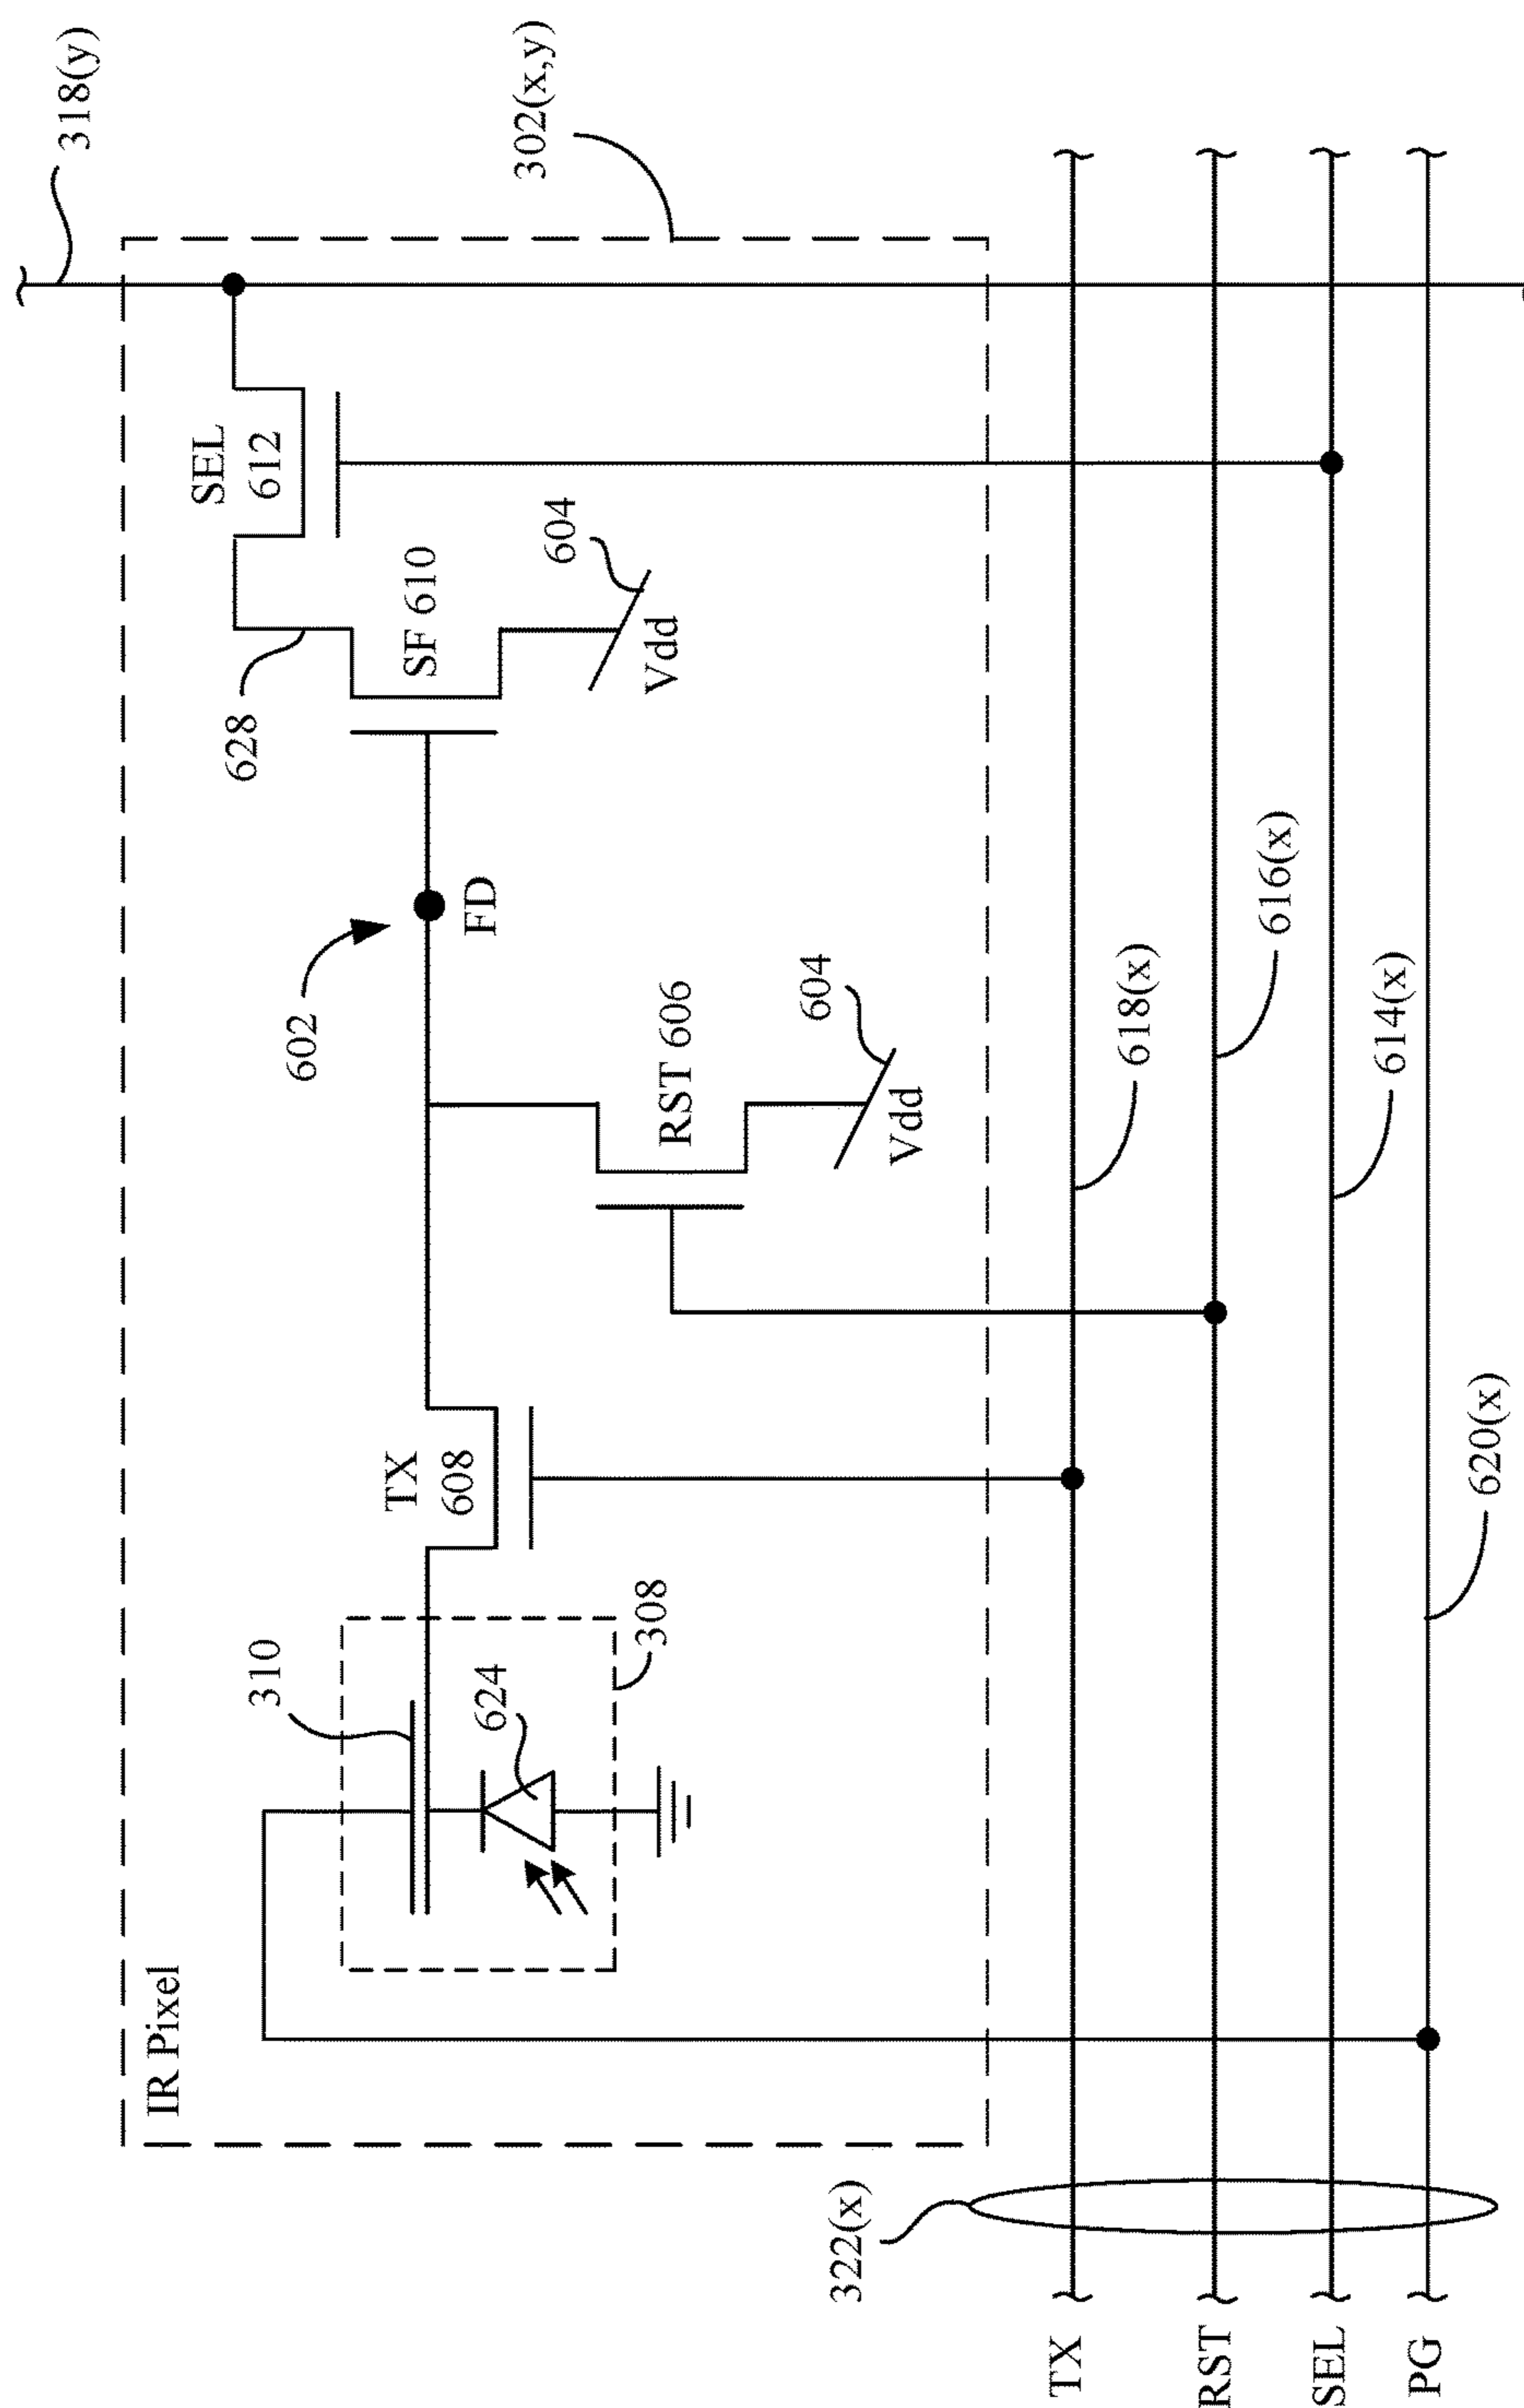 318(y)
302(x,y)
IR Pixel
SEL
612
628
SF 610
604
Vdd
602
FD
RST 606
604
Vdd
TX
608
310
624
308
618(x)
616(x)
614(x)
620(x)
322(x)
TX
RST
SEL
PG